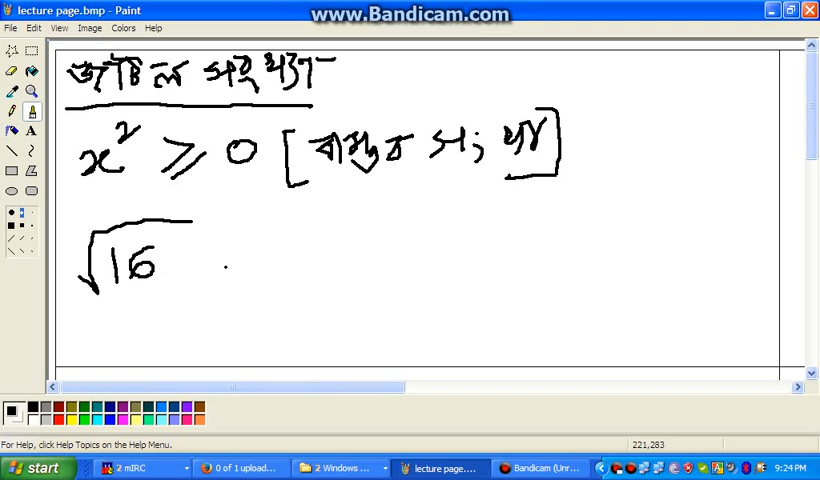 www.Bandicam.com
lecture page.bmp - Paint
File Edit View Image Colors Help
জটিল সংখ্যা
x² ≥ 0 [বাস্তব সং;
√16
For Help, click Help Topics on the Help Menu.
221,283
start
2 mIRC
0 of 1 upload...
2 Windows ...
lecture page....
Bandicam (Unr...
9:24 PM